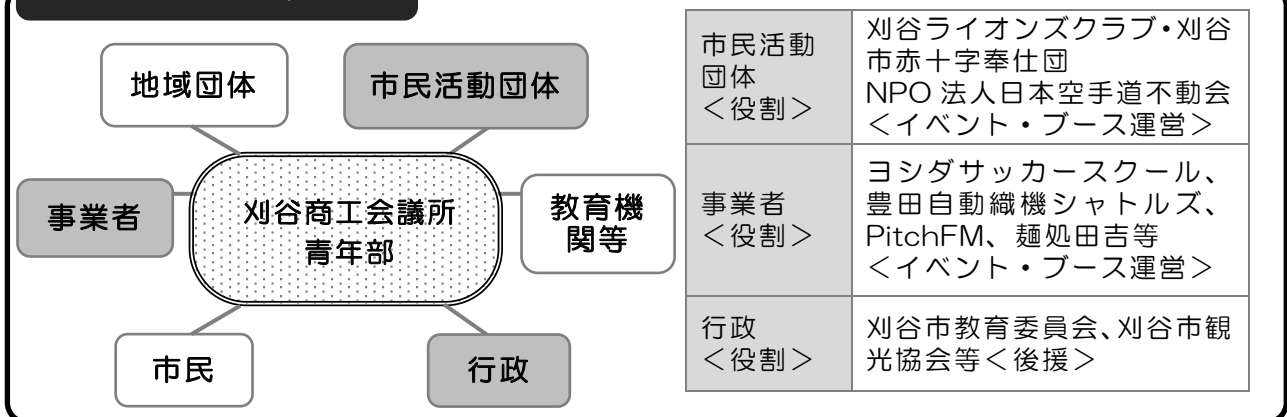 地域団体
市民活動団体
事業者
刈谷商工会議所
青年部
教育機
関等
市民
行政
市民活動
団体
＜役割＞
刈谷ライオンズクラブ・刈谷
市赤十字奉仕団
NPO 法人日本空手道不動会
＜イベント・ブース運営＞
事業者
＜役割＞
ヨシダサッカースクール、
豊田自動織機シャトルズ、
PitchFM、麺処田吉等
＜イベント・ブース運営＞
行政
＜役割＞
刈谷市教育委員会、刈谷市観
光協会等＜後援＞